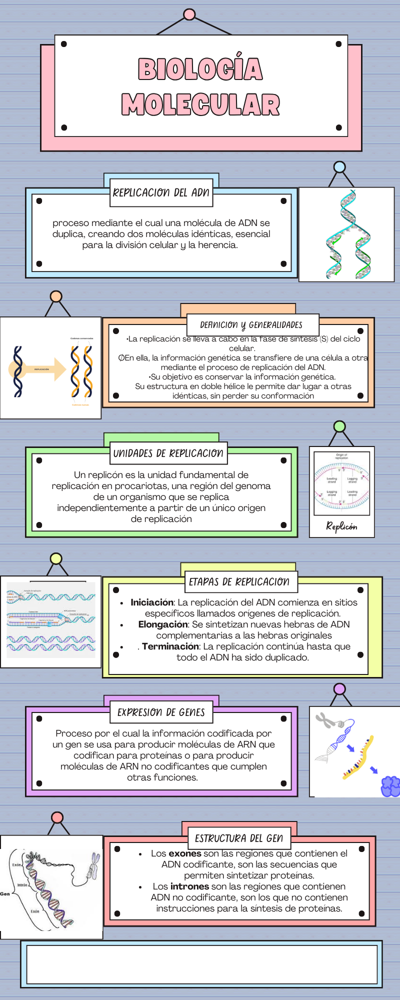 BIOLOGÍA
MOLECULAR
REPLICACION DEL ADN
proceso mediante el cual una molécula de ADN se
duplica, creando dos moléculas idénticas, esencial
para la división celular y la herencia.
DEFINICION y GENERALIDADES
•La replicación se lleva a cabo en la fase de síntesis (S) del ciclo
celular.
ØEn ella, la información genética se transfiere de una célula a otra
mediante el proceso de replicación del ADN.
•Su objetivo es conservar la información genética.
Su estructura en doble hélice le permite dar lugar a otras
idénticas, sin perder su conformación
Cadenas conservadas
REPLICACIÓN
Cadenas nuevas
UNIDADES DE REPLICACION
Un replicón es la unidad fundamental de
replicación en procariotas, una región del genoma
de un organismo que se replica
independientemente a partir de un único origen
de replicación
Origen of
replication
5' 3'
Leading
strand
Lagging
strand
Lagging
strand
Leading
strand
3' 5'
Replicón
ETAPAS DE REPLICACION
• Iniciación: La replicación del ADN comienza en sitios
específicos llamados orígenes de replicación.
• Elongación: Se sintetizan nuevas hebras de ADN
complementarias a las hebras originales
• . Terminación: La replicación continúa hasta que
todo el ADN ha sido duplicado.
EXPRESION DE GENES
Proceso por el cual la información codificada por
un gen se usa para producir moléculas de ARN que
codifican para proteínas o para producir
moléculas de ARN no codificantes que cumplen
otras funciones.
ESTRUCTURA DEL GEN
• Los exones son las regiones que contienen el
ADN codificante, son las secuencias que
permiten sintetizar proteínas.
• Los intrones son las regiones que contienen
ADN no codificante, son los que no contienen
instrucciones para la síntesis de proteínas.
Exón
Intrón
Gen
Exón